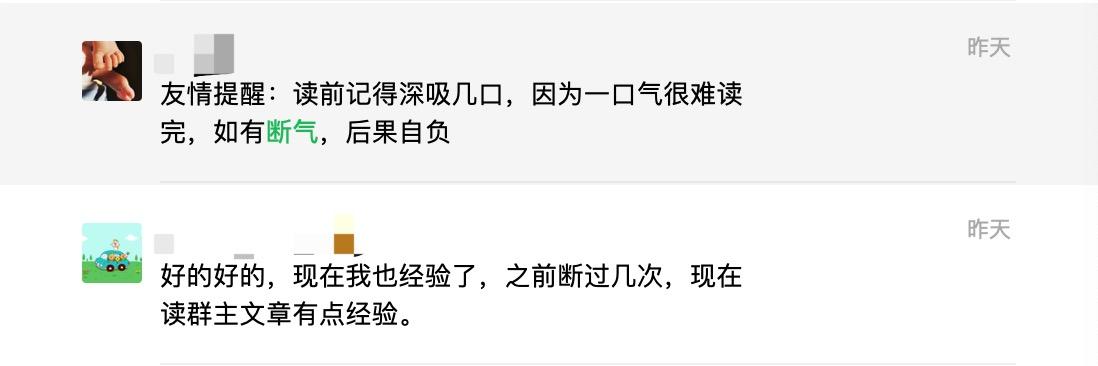 昨天
友情提醒：读前记得深吸几口，因为一口气很难读
完，如有断气，后果自负
昨天
好的好的，现在我也经验了，之前断过几次，现在
读群主文章有点经验。